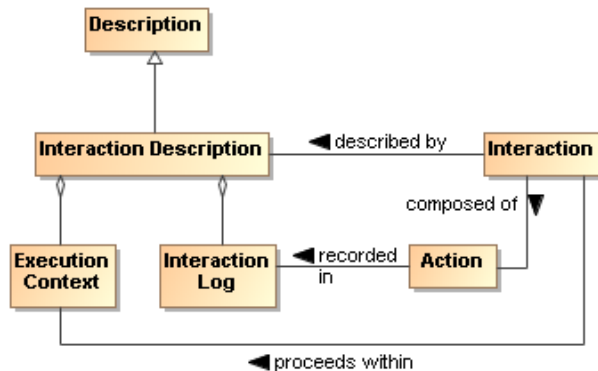 Description
Interaction Description
described by
Interaction
composed of
Execution
Context
Interaction
Log
recorded
in
Action
proceeds within